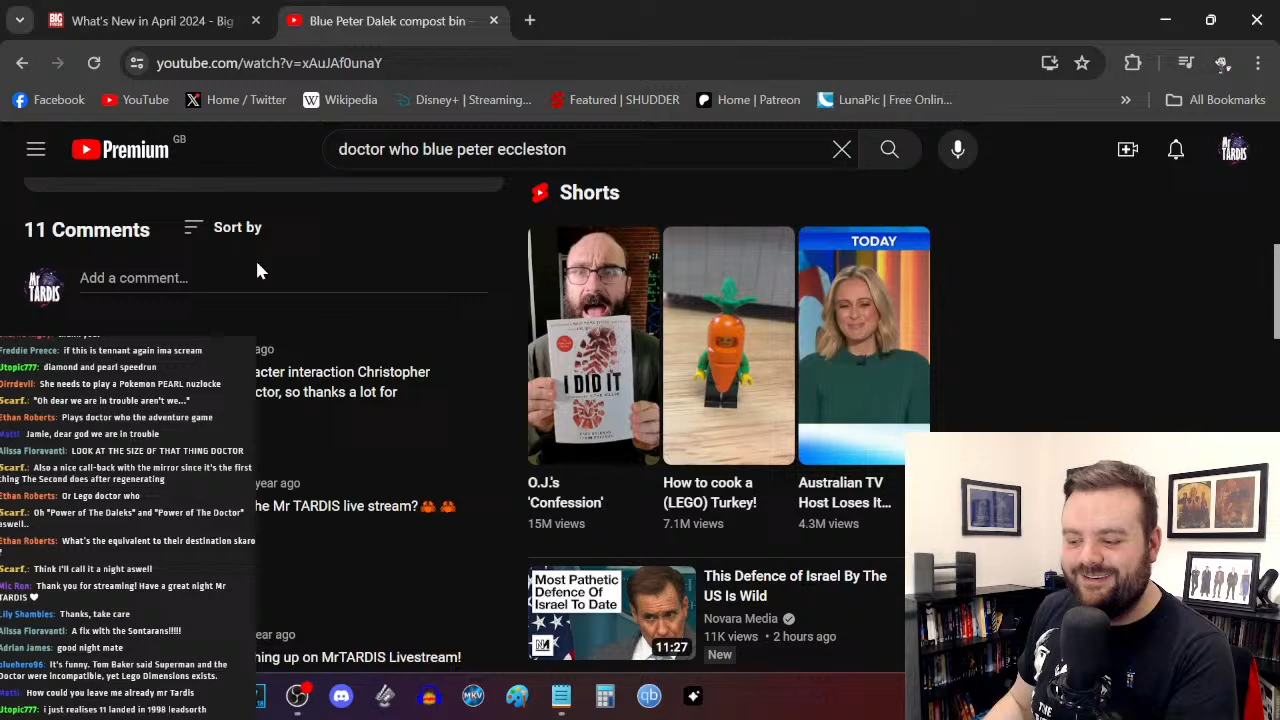 What's New in April 2024 - Big
Blue Peter Dalek compost bin -
youtube.com/watch?v=xAuJAf0unaY
Facebook
YouTube
Home / Twitter
Wikipedia
Disney+ | Streaming...
Featured | SHUDDER
Home | Patreon
LunaPic | Free Onlin...
All Bookmarks
Premium
GB
doctor who blue peter eccleston
11 Comments
Sort by
Add a comment...
ago
acter interaction Christopher
ctor, so thanks a lot for
year ago
he Mr TARDIS live stream?🦀 🦀
ear ago
ning up on MrTARDIS Livestream!
Shorts
I DID IT
O.J.'s
'Confession'
15M views
How to cook a
(LEGO) Turkey!
7.1M views
TODAY
Australian TV
Host Loses It...
4.3M views
Most Pathetic
Defence Of
Israel To Date
11:27
This Defence of Israel By The
US Is Wild
Novara Media
11K views • 2 hours ago
New
Freddie Preece: if this is tennant again ima scream
Utopic777: diamond and pearl speedrun
Dirrdevil: She needs to play a Pokemon PEARL nuzlocke
Scarf.: "Oh dear we are in trouble aren't we..."
Ethan Roberts: Plays doctor who the adventure game
Matti: Jamie, dear god we are in trouble
Alissa Floravanti: LOOK AT THE SIZE OF THAT THING DOCTOR
Scarf.: Also a nice call-back with the mirror since it's the first
thing The Second does after regenerating
Ethan Roberts: Or Lego doctor who
Scarf.: Oh "Power of The Daleks" and "Power of The Doctor"
aswell..
Ethan Roberts: What's the equivalent to their destination skaro
?
Scarf.: Think I'll call it a night aswell
Mic Ron: Thank you for streaming! Have a great night Mr
TARDIS 🤍
Lily Shambles: Thanks, take care
Alissa Floravanti: A fix with the Sontarans!!!!!
Adrian James: good night mate
bluehero96: It's funny. Tom Baker said Superman and the
Doctor were incompatible, yet Lego Dimensions exists.
Matti: How could you leave me already mr Tardis
Utopic777: i just realises 11 landed in 1998 leadsorth